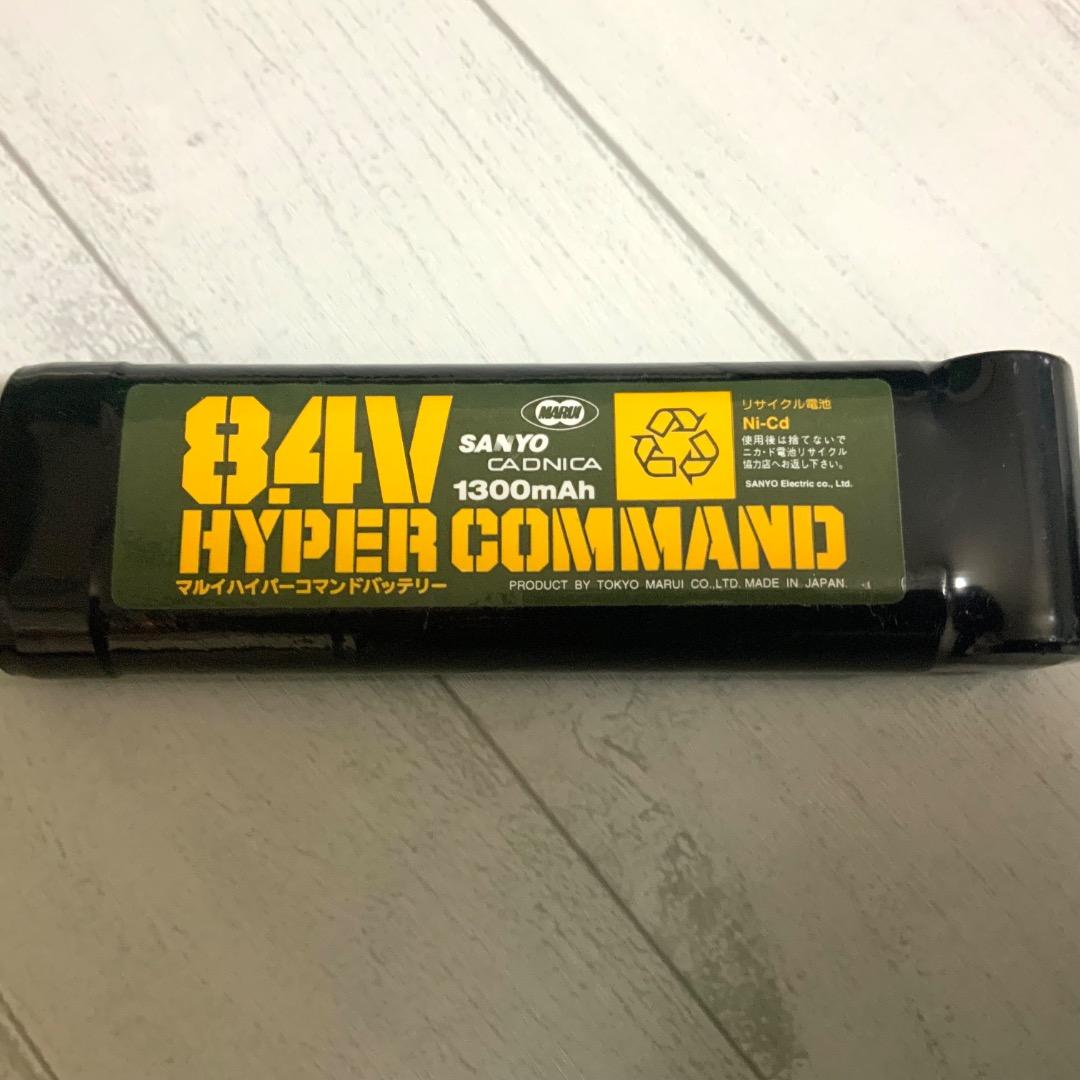 8.4V
MARUI
SANYO
CADNICA
1300mAh
リサイクル電池
Ni-Cd
使用後は捨てないで
ニカ・ド電池リサイクル
協力店へお返し下さい。
SANYO Electric co., Ltd.
HYPER COMMAND
マルイハイパーコマンドバッテリー
PRODUCT BY TOKYO MARUI CO.,LTD. MADE IN JAPAN.